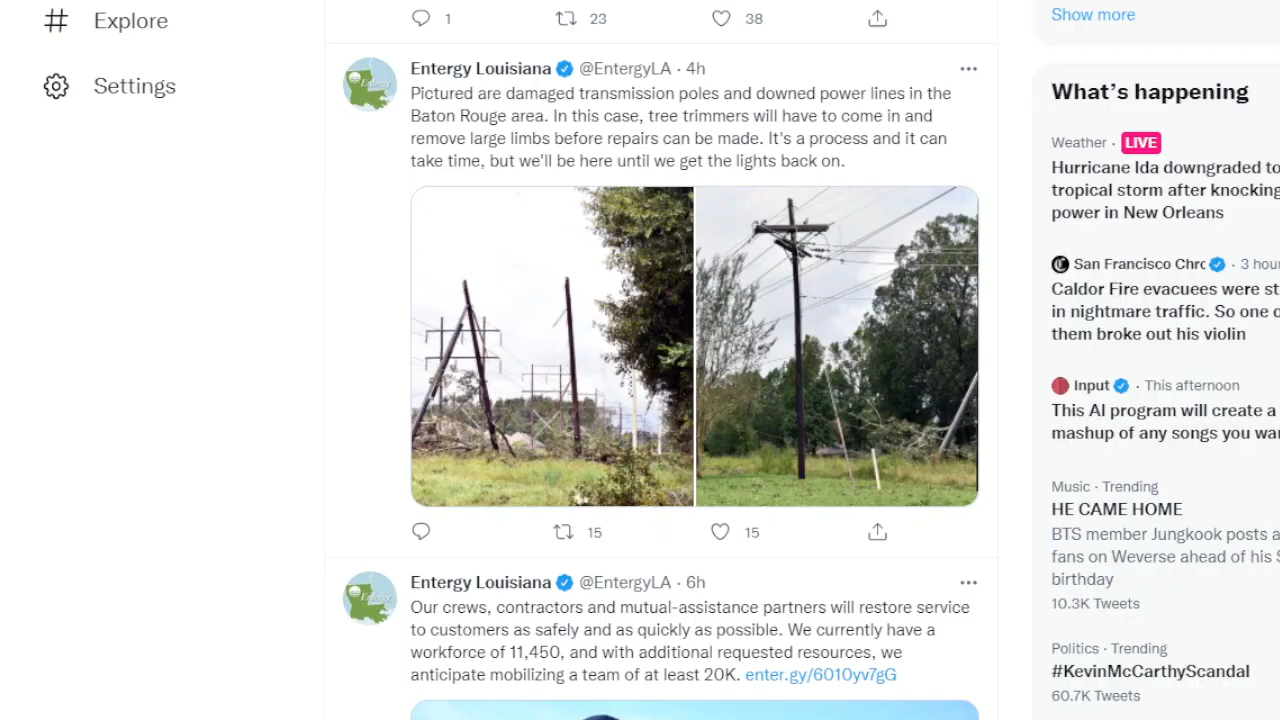 Explore
Settings
1
23
38
Entergy Louisiana @EntergyLA · 4h
Pictured are damaged transmission poles and downed power lines in the
Baton Rouge area. In this case, tree trimmers will have to come in and
remove large limbs before repairs can be made. It's a process and it can
take time, but we'll be here until we get the lights back on.
15
15
Entergy Louisiana @EntergyLA · 6h
Our crews, contractors and mutual-assistance partners will restore service
to customers as safely and as quickly as possible. We currently have a
workforce of 11,450, and with additional requested resources, we
anticipate mobilizing a team of at least 20K. enter.gy/6010yv7gG
Show more
What's happening
Weather · LIVE
Hurricane Ida downgraded to
tropical storm after knocking
power in New Orleans
San Francisco Chrc · 3 hour
Caldor Fire evacuees were st
in nightmare traffic. So one o
them broke out his violin
Input · This afternoon
This AI program will create a
mashup of any songs you wa
Music · Trending
HE CAME HOME
BTS member Jungkook posts a
fans on Weverse ahead of his S
birthday
10.3K Tweets
Politics · Trending
#KevinMcCarthyScandal
60.7K Tweets